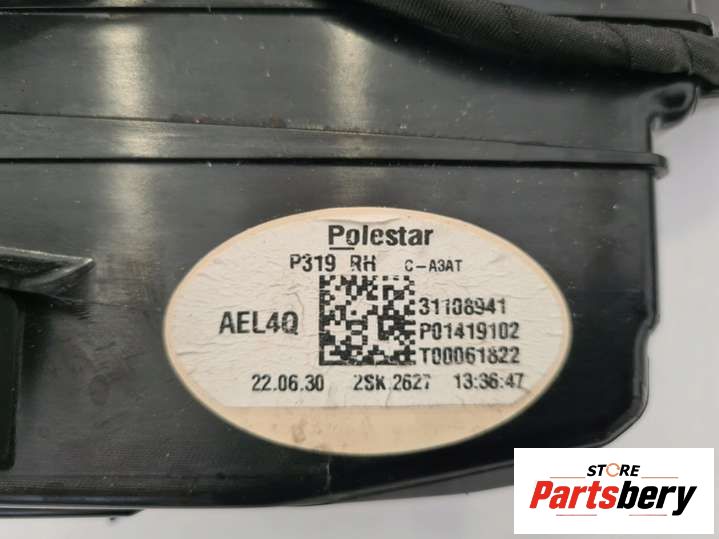 Polestar
P319 RH C-A3AT
AEL4Q
31108941
P01419102
T00061822
22.06.30 2SK 2627 13:36:47
STORE
Partsbery